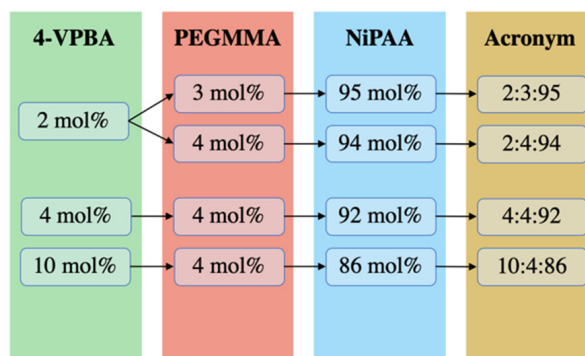 4-VPBA PEGMMA NiPAA Acronym
3 mol% 95 mol% 2:3:95
2 mol%
4 mol% 94 mol% 2:4:94
4 mol% 4 mol% 92 mol% 4:4:92
10 mol% 4 mol% 86 mol% 10:4:86